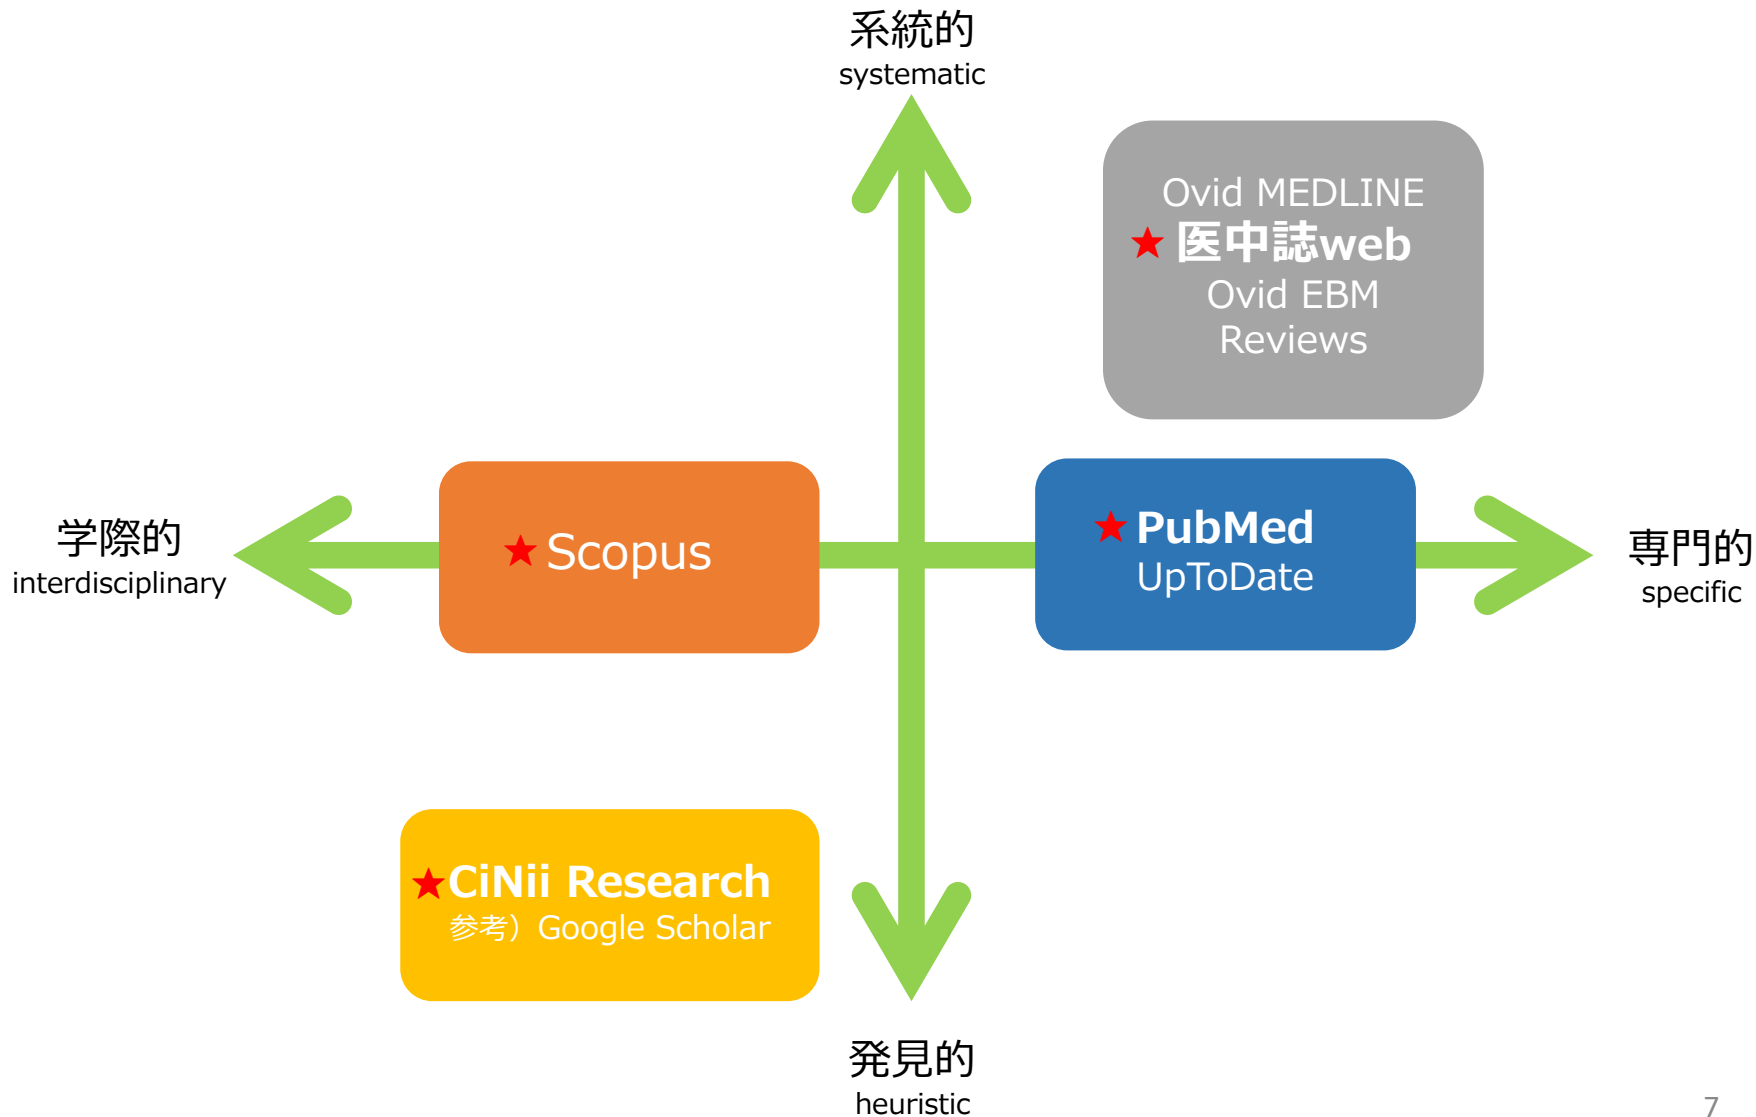 系統的
systematic
Ovid MEDLINE
★ 医中誌web
Ovid EBM
Reviews
学際的
interdisciplinary
★ Scopus
★ PubMed
UpToDate
専門的
specific
★CiNii Research
参考）Google Scholar
発見的
heuristic
7